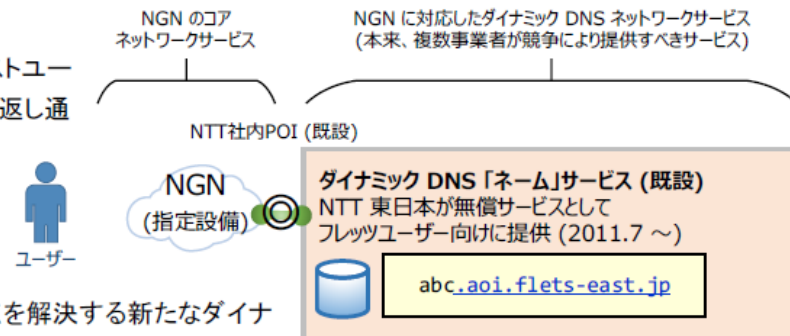 NGN のコア
ネットワークサービス
NGN に対応したダイナミック DNS ネットワークサービス
(本来、複数事業者が競争により提供すべきサービス)
トユー
返し通
NTT社内POI (既設)
NGN
(指定設備)
ユーザー
ダイナミック DNS 「ネーム」サービス (既設)
NTT 東日本が無償サービスとして
フレッツユーザー向けに提供 (2011.7 ～)
abc.aoi.flets-east.jp
を解決する新たなダイナ